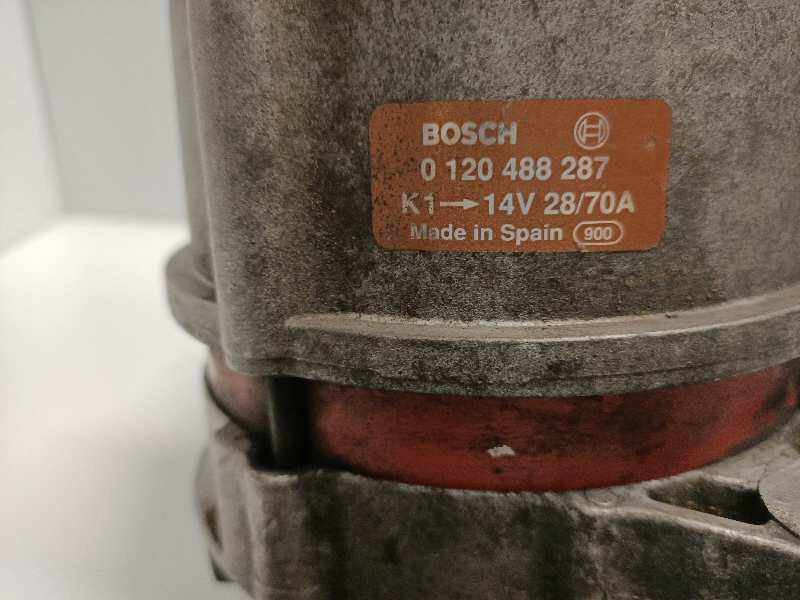 BOSCH
0 120 488 287
K1→14V 28/70A
Made in Spain 900